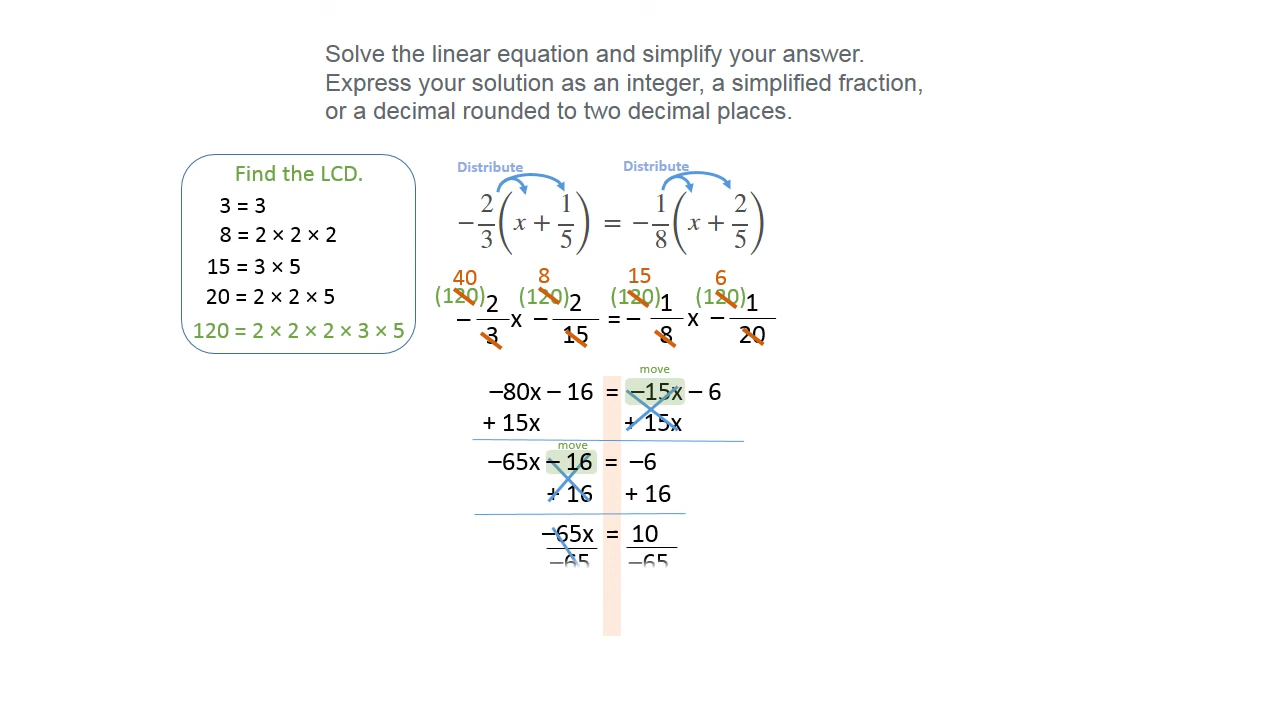 Solve the linear equation and simplify your answer.
Express your solution as an integer, a simplified fraction,
or a decimal rounded to two decimal places.
Find the LCD.
3 = 3
8 = 2 × 2 × 2
15 = 3 × 5
20 = 2 × 2 × 5
120 = 2 × 2 × 2 × 3 × 5
Distribute Distribute
−2/3(x + 1/5) = −1/8(x + 2/5)
40 8 15 6
(120) (120) (120) (120)
−2/3 x −2/15 = −1/8 x −1/20
move
−80x − 16 = −15x − 6
+ 15x + 15x
move
−65x − 16 = −6
+ 16 + 16
−65x = 10
−65 −65